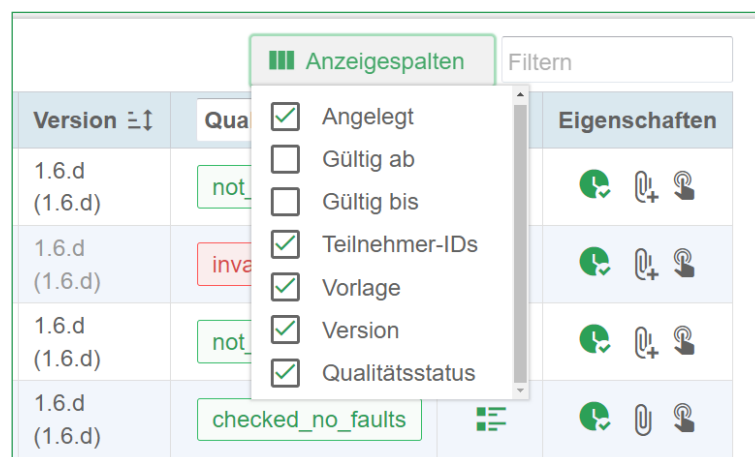 Anzeigespalten Filtern
Version Qua Eigenschaften
Angelegt
Gültig ab
Gültig bis
Teilnehmer-IDs
Vorlage
Version
Qualitätsstatus
1.6.d
(1.6.d)
not_
1.6.d
(1.6.d)
inva
1.6.d
(1.6.d)
not_
1.6.d
(1.6.d)
checked_no_faults